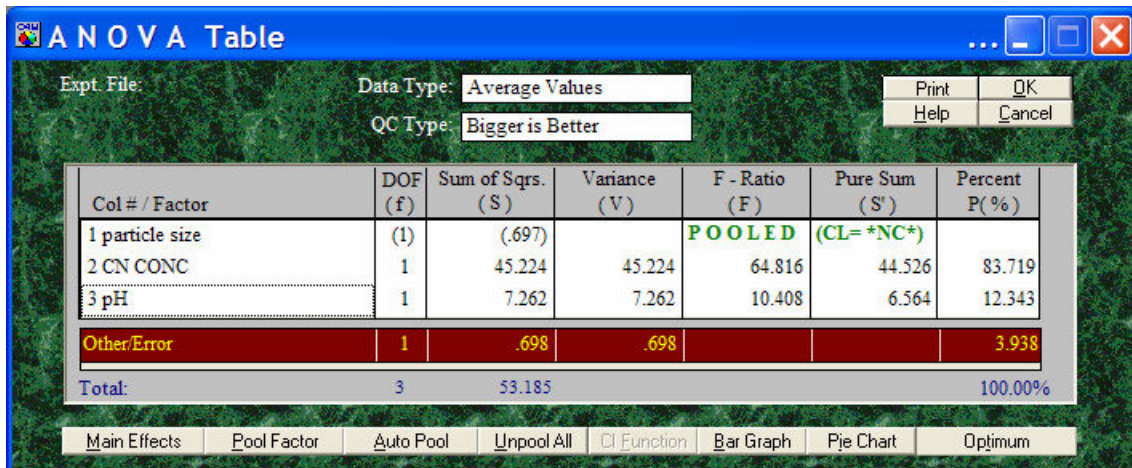 A N O V A Table
...
Expt. File:
Data Type: Average Values
Print OK
QC Type: Bigger is Better
Help Cancel
Col # / Factor DOF (f) Sum of Sqrs. (S) Variance (V) F - Ratio (F) Pure Sum (S') Percent P(%)
1 particle size (1) (.697) POOLED (CL= *NC*)
2 CN CONC 1 45.224 45.224 64.816 44.526 83.719
3 pH 1 7.262 7.262 10.408 6.564 12.343
Other/Error 1 .698 .698 3.938
Total: 3 53.185 100.00%
Main Effects Pool Factor Auto Pool Unpool All CI Function Bar Graph Pie Chart Optimum